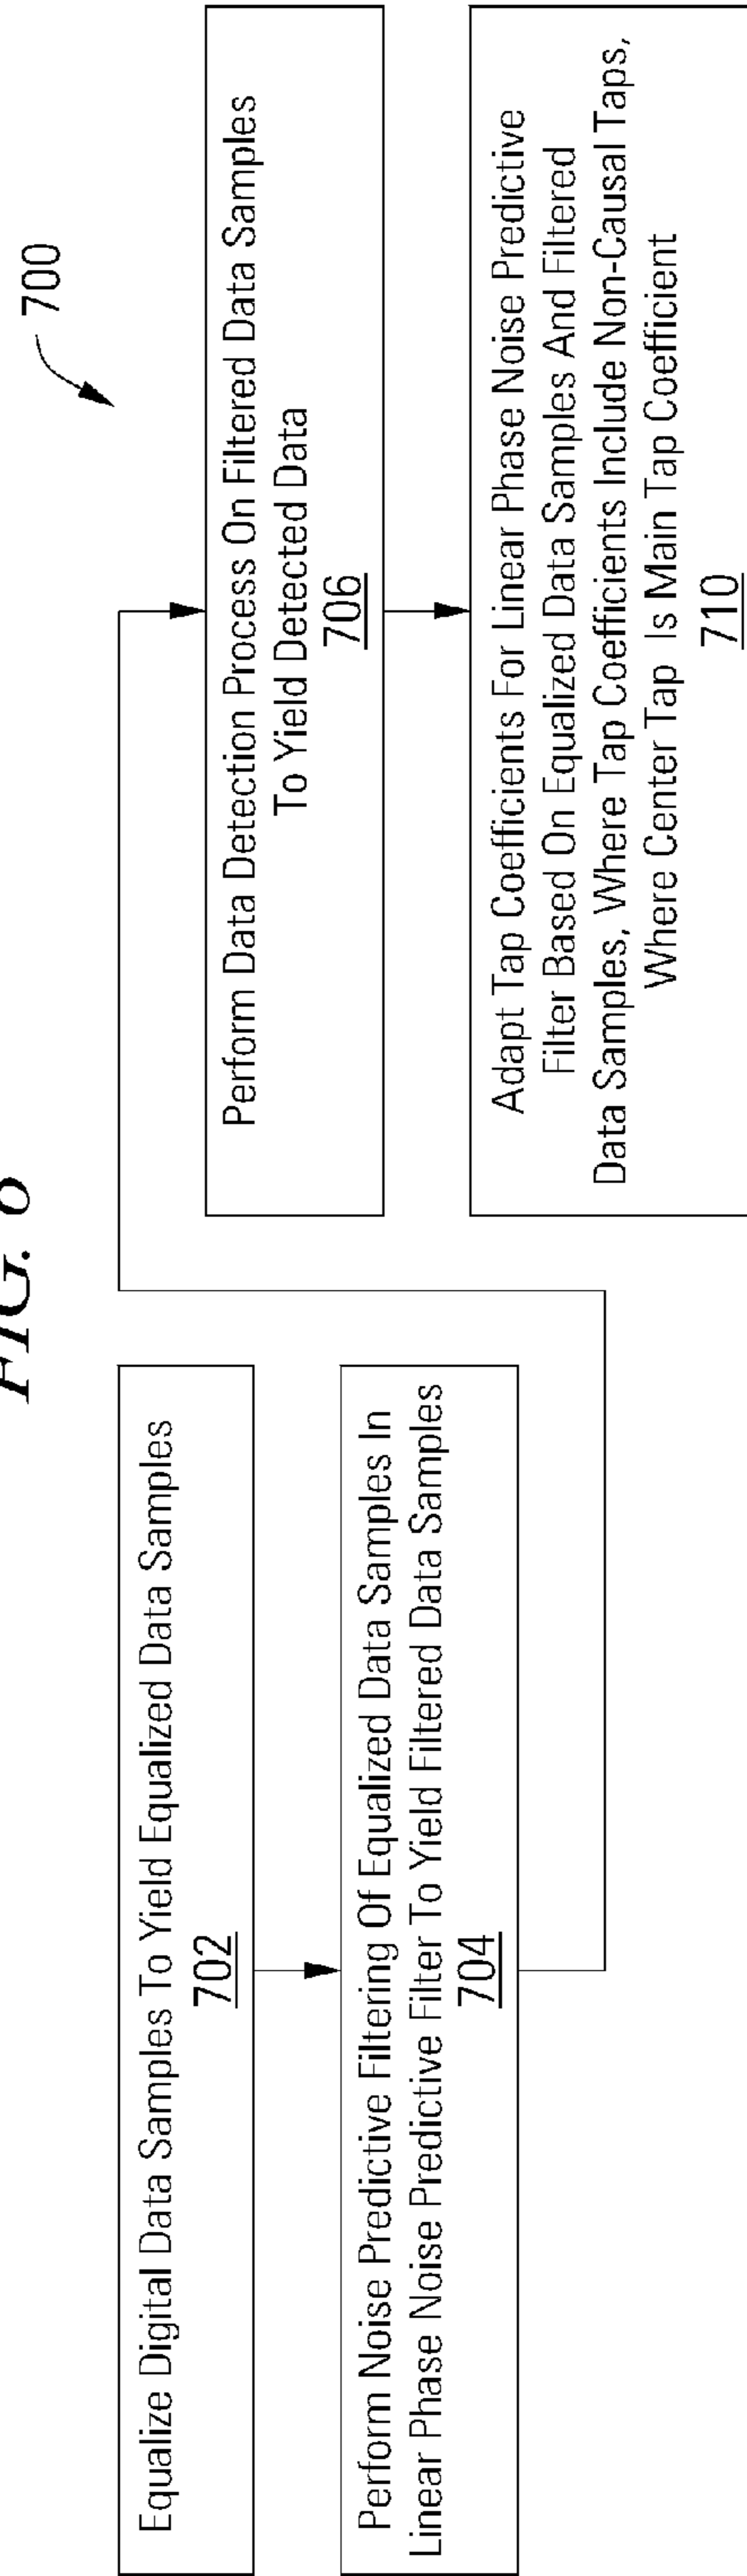 FIG.
700
Equalize Digital Data Samples To Yield Equalized Data Samples
702
Perform Noise Predictive Filtering Of Equalized Data Samples In
Linear Phase Noise Predictive Filter To Yield Filtered Data Samples
704
Perform Data Detection Process On Filtered Data Samples
To Yield Detected Data
706
Adapt Tap Coefficients For Linear Phase Noise Predictive
Filter Based On Equalized Data Samples And Filtered
Data Samples, Where Tap Coefficients Include Non-Causal Taps,
Where Center Tap Is Main Tap Coefficient
710